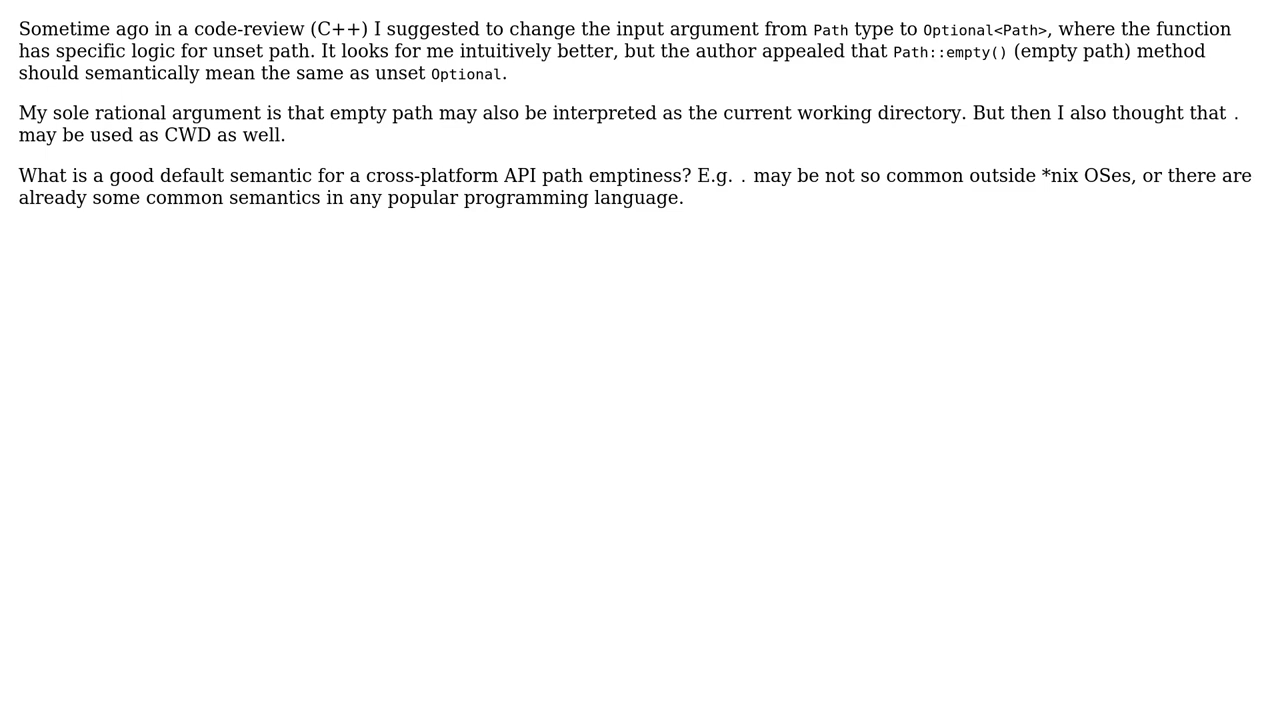 Sometime ago in a code-review (C++) I suggested to change the input argument from Path type to Optional<Path>, where the function
has specific logic for unset path. It looks for me intuitively better, but the author appealed that Path::empty() (empty path) method
should semantically mean the same as unset Optional.
My sole rational argument is that empty path may also be interpreted as the current working directory. But then I also thought that .
may be used as CWD as well.
What is a good default semantic for a cross-platform API path emptiness? E.g. . may be not so common outside *nix OSes, or there are
already some common semantics in any popular programming language.